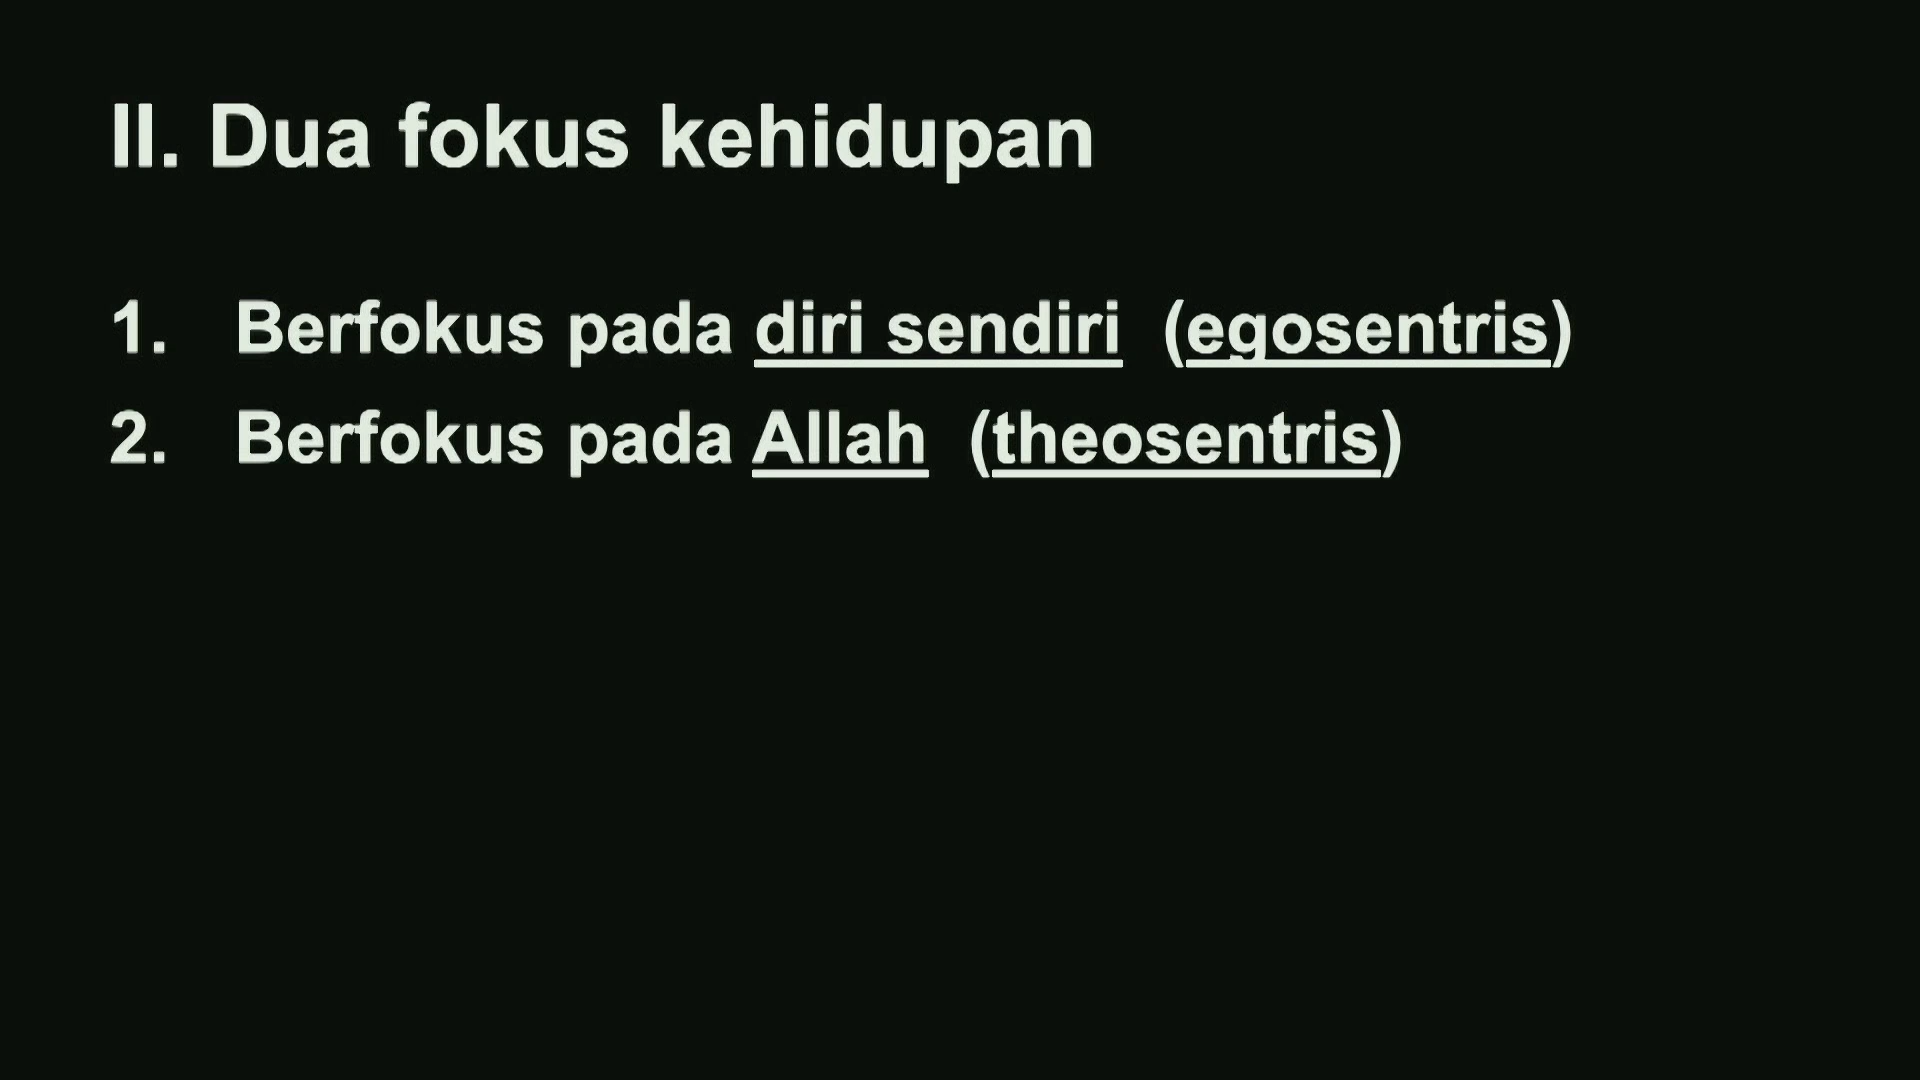 II. Dua fokus kehidupan
1. Berfokus pada diri sendiri (egosentris)
2. Berfokus pada Allah (theosentris)